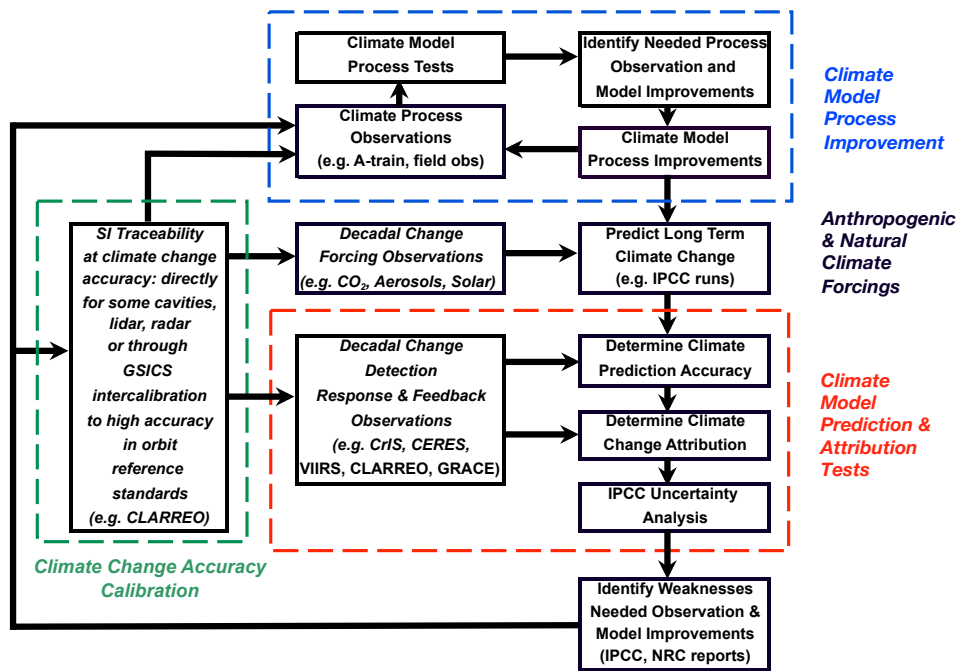 Climate Model
Process Tests
Identify Needed Process
Observation and
Model Improvements
Climate Process
Observations
(e.g. A-train, field obs)
Climate Model
Process Improvements
Climate
Model
Process
Improvement
SI Traceability
at climate change
accuracy: directly
for some cavities,
lidar, radar
or through
GSICS
intercalibration
to high accuracy
in orbit
reference
standards
(e.g. CLARREO)
Climate Change Accuracy
Calibration
Decadal Change
Forcing Observations
(e.g. CO₂, Aerosols, Solar)
Predict Long Term
Climate Change
(e.g. IPCC runs)
Anthropogenic
& Natural
Climate
Forcings
Decadal Change
Detection
Response & Feedback
Observations
(e.g. CrIS, CERES,
VIIRS, CLARREO, GRACE)
Determine Climate
Prediction Accuracy
Determine Climate
Change Attribution
IPCC Uncertainty
Analysis
Climate
Model
Prediction &
Attribution
Tests
Identify Weaknesses
Needed Observation &
Model Improvements
(IPCC, NRC reports)